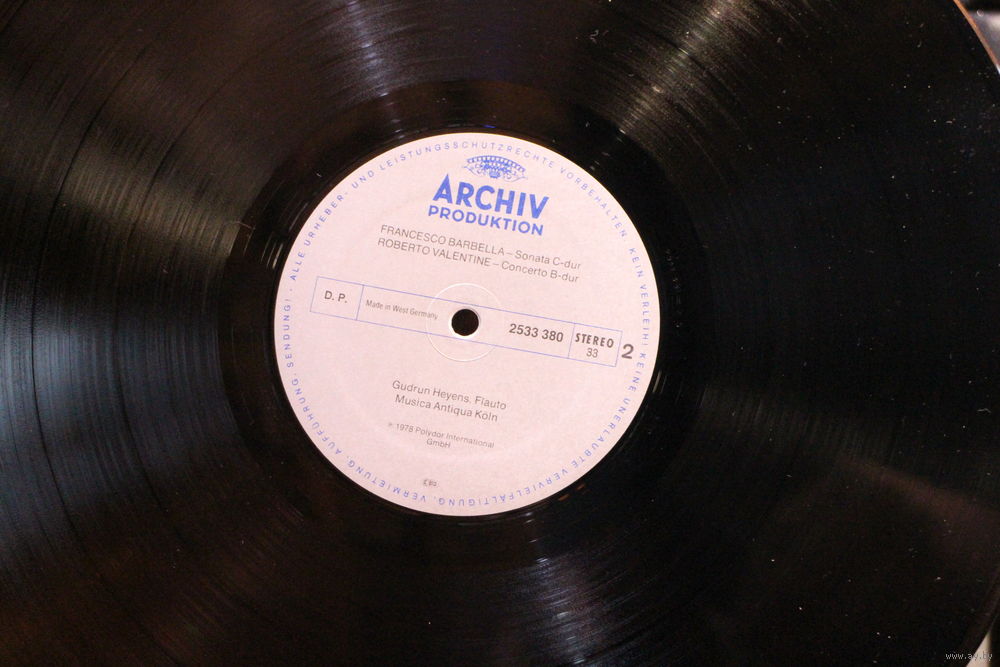 ALLE URHEBER- UND LEISTUNGSSCHUTZRECHTE VORBEHALTEN · KEIN VERLEIH! KEINE UNERLAUBTE VERVIELFÄLTIGUNG, VERMIETUNG, AUFFÜHRUNG, SENDUNG! ·
ARCHIV
PRODUKTION
FRANCESCO BARBELLA – Sonata C-dur
ROBERTO VALENTINE – Concerto B-dur
D. P. Made in West Germany 2533 380 STEREO 2
33
Gudrun Heyens, Flauto
Musica Antiqua Köln
℗ 1978 Polydor International
GmbH
www.ay.by